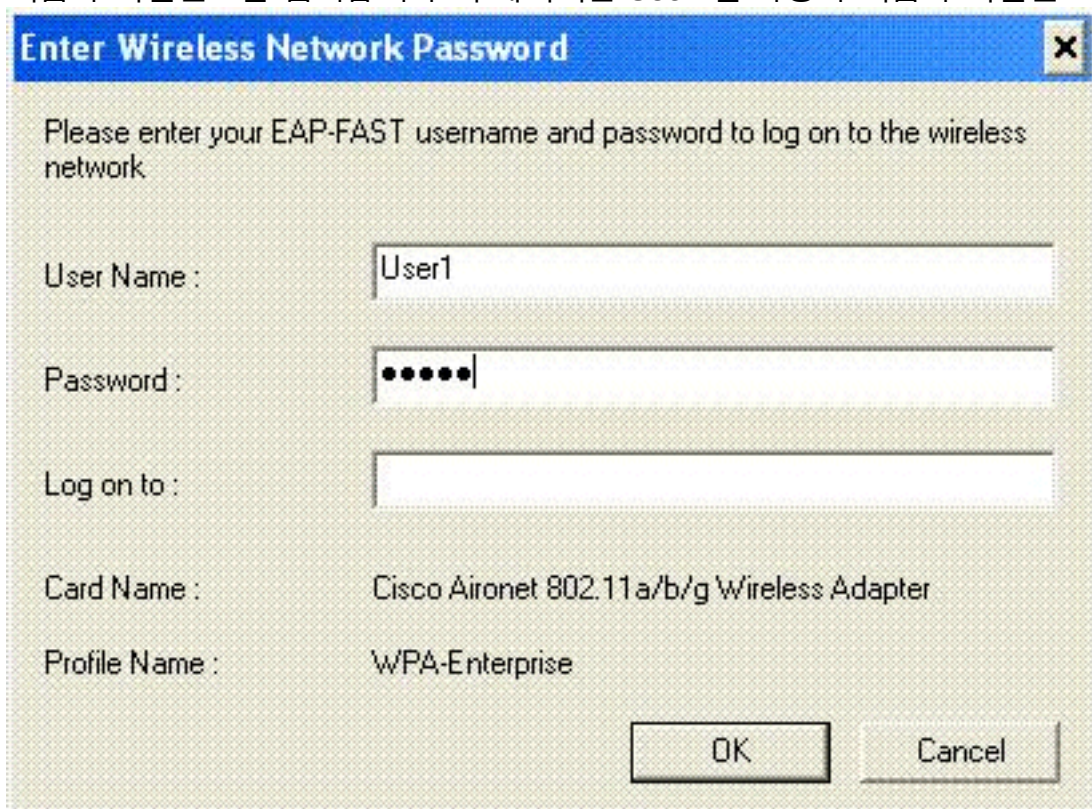 Enter Wireless Network Password
Please enter your EAP-FAST username and password to log on to the wireless
network
User Name :
User1
Password :
●●●●●
Log on to :
Card Name :
Cisco Aironet 802.11a/b/g Wireless Adapter
Profile Name :
WPA-Enterprise
OK
Cancel